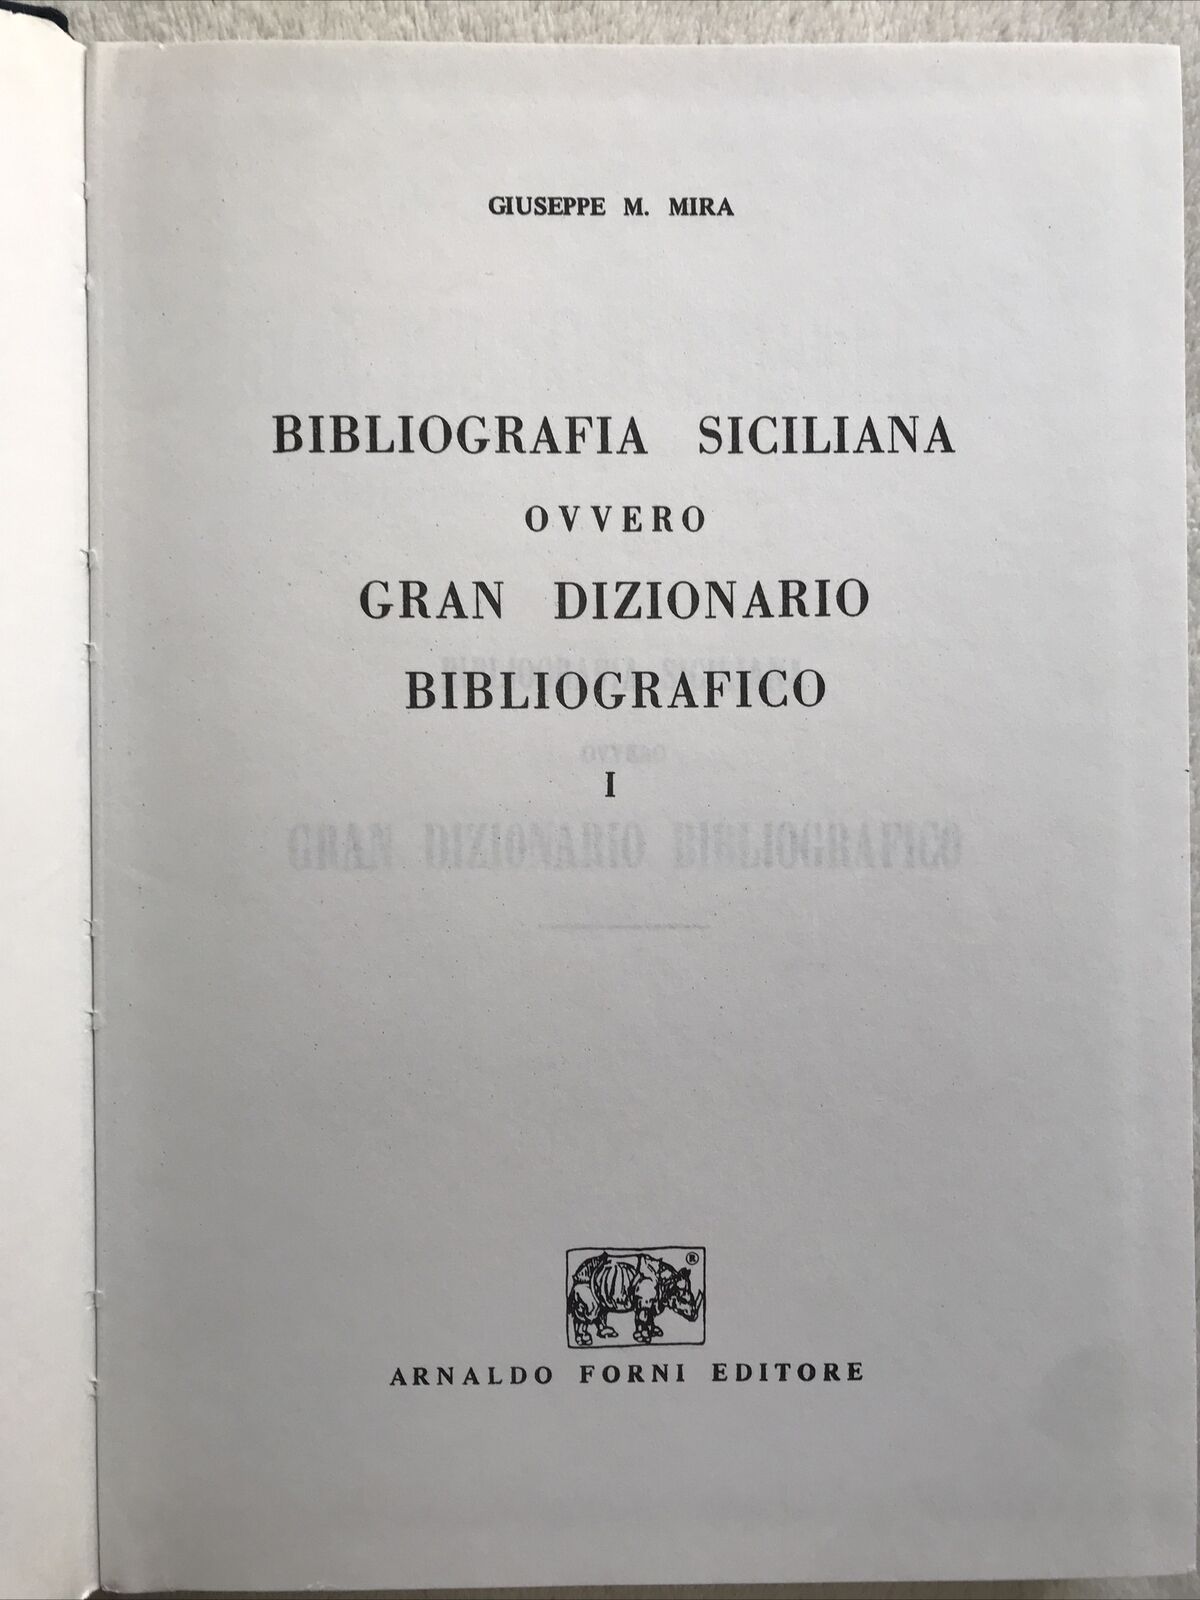 GIUSEPPE M. MIRA
BIBLIOGRAFIA SICILIANA
OVVERO
GRAN DIZIONARIO
BIBLIOGRAFICO
I
®
ARNALDO FORNI EDITORE